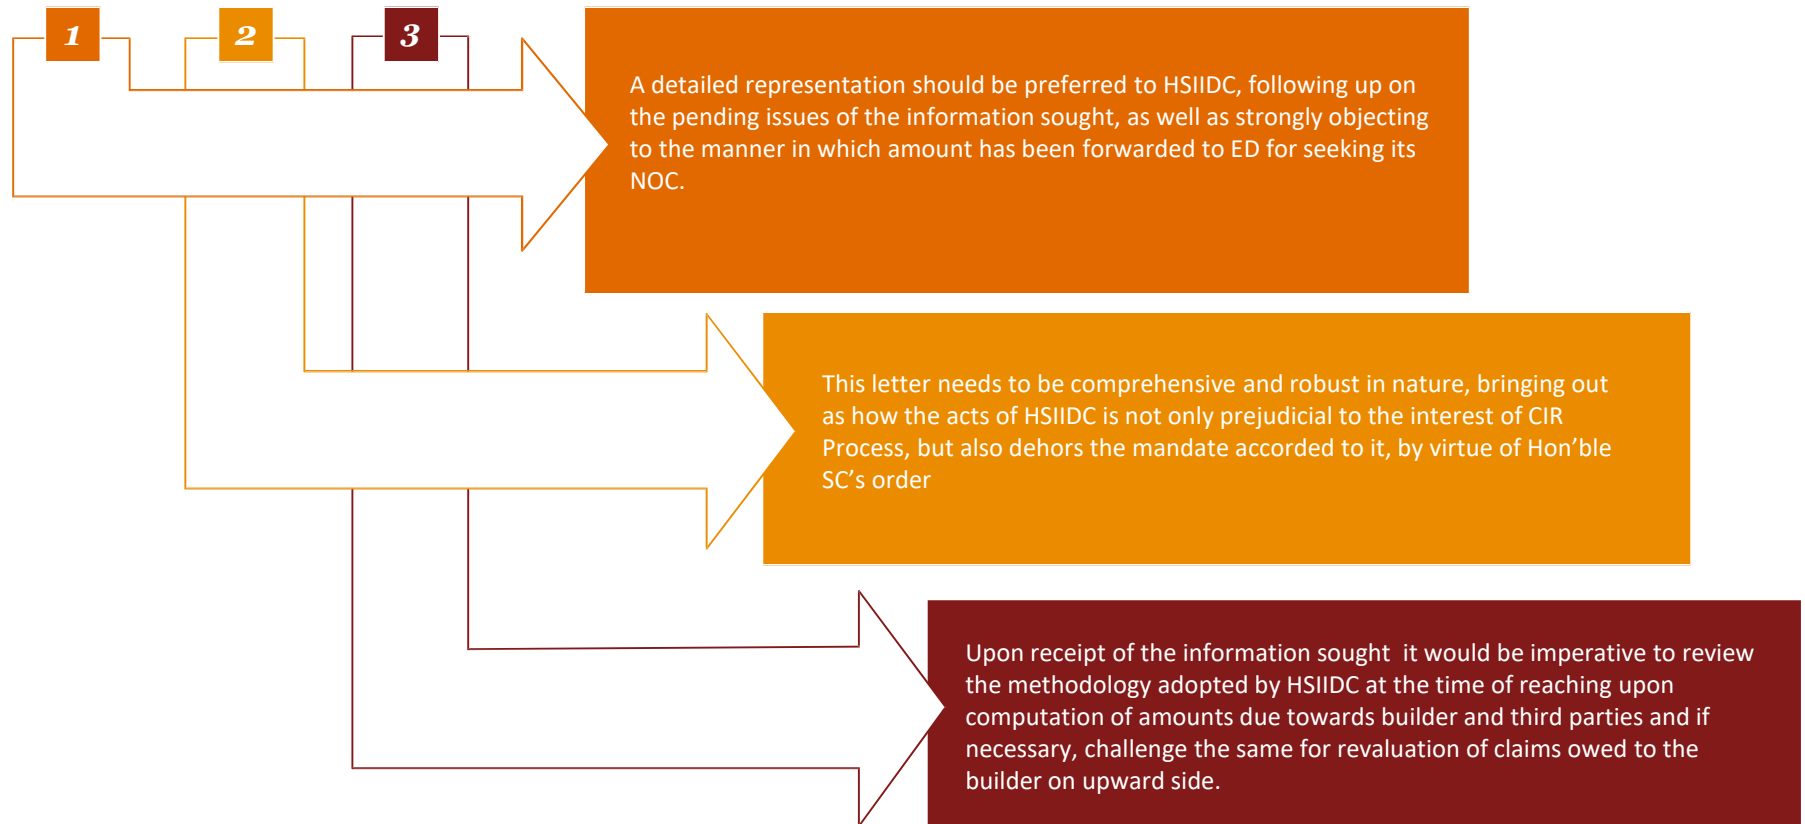 1
2
3
A detailed representation should be preferred to HSIIDC, following up on
the pending issues of the information sought, as well as strongly objecting
to the manner in which amount has been forwarded to ED for seeking its
NOC.
This letter needs to be comprehensive and robust in nature, bringing out
as how the acts of HSIIDC is not only prejudicial to the interest of CIR
Process, but also dehors the mandate accorded to it, by virtue of Hon’ble
SC’s order
Upon receipt of the information sought  it would be imperative to review
the methodology adopted by HSIIDC at the time of reaching upon
computation of amounts due towards builder and third parties and if
necessary, challenge the same for revaluation of claims owed to the
builder on upward side.